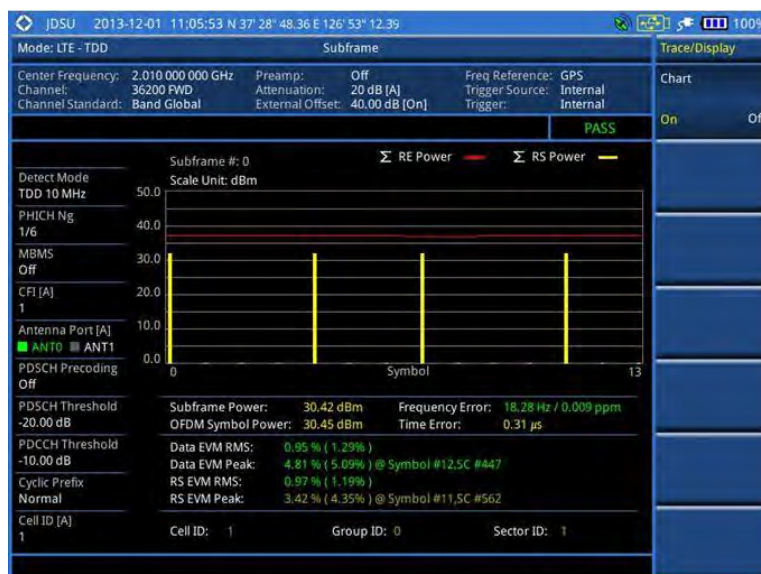 JDSU 2013-12-01 11:05:53 N 37' 28" 48.36 E 126' 53" 12.39 100%
Mode: LTE - TDD Subframe Trace/Display
Center Frequency: 2.010 000 000 GHz Preamp: Off Freq Reference: GPS
Channel: 36200 FWD Attenuation: 20 dB [A] Trigger Source: Internal
Channel Standard: Band Global External Offset: 40.00 dB [On] Trigger: Internal
Chart
On Of
PASS
Subframe #: 0 Σ RE Power Σ RS Power
Scale Unit: dBm
Detect Mode
TDD 10 MHz
PHICH Ng
1/6
MBMS
Off
CFI [A]
1
Antenna Port [A]
ANT0 ANT1
PDSCH Precoding
Off
PDSCH Threshold
-20.00 dB
PDCCH Threshold
-10.00 dB
Cyclic Prefix
Normal
Cell ID [A]
1
50.0
40.0
30.0
20.0
10.0
0.0
0 Symbol 13
Subframe Power: 30.42 dBm Frequency Error: 18.28 Hz / 0.009 ppm
OFDM Symbol Power: 30.45 dBm Time Error: 0.31 µs
Data EVM RMS: 0.95 % ( 1.29% )
Data EVM Peak: 4.81 % ( 5.09% ) @ Symbol #12,SC #447
RS EVM RMS: 0.97 % ( 1.19% )
RS EVM Peak: 3.42 % ( 4.35% ) @ Symbol #11,SC #562
Cell ID: 1 Group ID: 0 Sector ID: 1